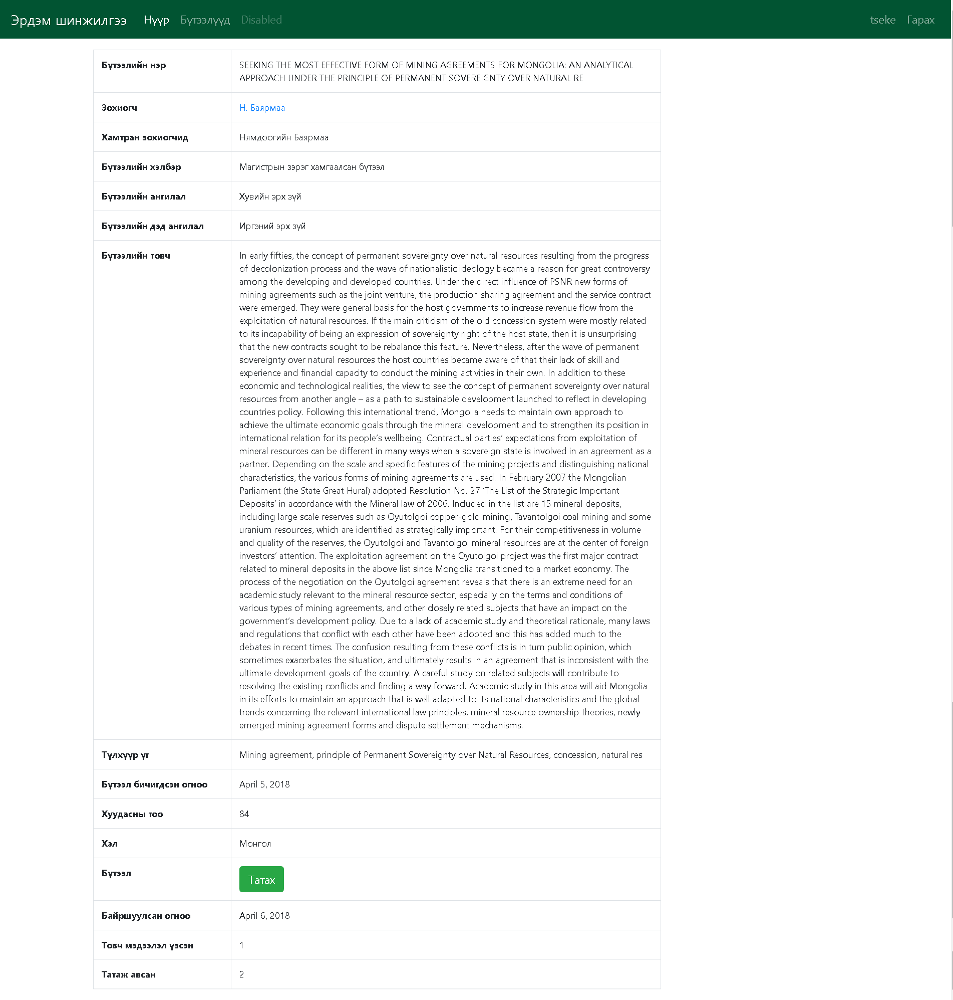 Эрдэм шинжилгээ Нүүр Бүтээлүүд Disabled tseke Гарах
Бүтээлийн нэр SEEKING THE MOST EFFECTIVE FORM OF MINING AGREEMENTS FOR MONGOLIA: AN ANALYTICAL
APPROACH UNDER THE PRINCIPLE OF PERMANENT SOVEREIGNTY OVER NATURAL RE
Зохиогч Н. Баярмаа
Хамтран зохиогчид Нямдоогийн Баярмаа
Бүтээлийн хэлбэр Магистрын зэрэг хамгаалсан бүтээл
Бүтээлийн ангилал Хувийн эрх зүй
Бүтээлийн дэд ангилал Иргэний эрх зүй
Бүтээлийн товч In early fifties, the concept of permanent sovereignty over natural resources resulting from the progress
of decolonization process and the wave of nationalistic ideology became a reason for great controversy
among the developing and developed countries. Under the direct influence of PSNR new forms of
mining agreements such as the joint venture, the production sharing agreement and the service contract
were emerged. They were general basis for the host governments to increase revenue flow from the
exploitation of natural resources. If the main criticism of the old concession system were mostly related
to its incapability of being an expression of sovereignty right of the host state, then it is unsurprising
that the new contracts sought to be rebalance this feature. Nevertheless, after the wave of permanent
sovereignty over natural resources the host countries became aware of that their lack of skill and
experience and financial capacity to conduct the mining activities in their own. In addition to these
economic and technological realities, the view to see the concept of permanent sovereignty over natural
resources from another angle – as a path to sustainable development launched to reflect in developing
countries policy. Following this international trend, Mongolia needs to maintain own approach to
achieve the ultimate economic goals through the mineral development and to strengthen its position in
international relation for its people’s wellbeing. Contractual parties’ expectations from exploitation of
mineral resources can be different in many ways when a sovereign state is involved in an agreement as a
partner. Depending on the scale and specific features of the mining projects and distinguishing national
characteristics, the various forms of mining agreements are used. In February 2007 the Mongolian
Parliament (the State Great Hural) adopted Resolution No. 27 ‘The List of the Strategic Important
Deposits’ in accordance with the Mineral law of 2006. Included in the list are 15 mineral deposits,
including large scale reserves such as Oyutolgoi copper-gold mining, Tavantolgoi coal mining and some
uranium resources, which are identified as strategically important. For their competitiveness in volume
and quality of the reserves, the Oyutolgoi and Tavantolgoi mineral resources are at the center of foreign
investors’ attention. The exploitation agreement on the Oyutolgoi project was the first major contract
related to mineral deposits in the above list since Mongolia transitioned to a market economy. The
process of the negotiation on the Oyutolgoi agreement reveals that there is an extreme need for an
academic study relevant to the mineral resource sector, especially on the terms and conditions of
various types of mining agreements, and other closely related subjects that have an impact on the
government’s development policy. Due to a lack of academic study and theoretical rationale, many laws
and regulations that conflict with each other have been adopted and this has added much to the
debates in recent times. The confusion resulting from these conflicts is in turn public opinion, which
sometimes exacerbates the situation, and ultimately results in an agreement that is inconsistent with the
ultimate development goals of the country. A careful study on related subjects will contribute to
resolving the existing conflicts and finding a way forward. Academic study in this area will aid Mongolia
in its efforts to maintain an approach that is well adapted to its national characteristics and the global
trends concerning the relevant international law principles, mineral resource ownership theories, newly
emerged mining agreement forms and dispute settlement mechanisms.
Түлхүүр үг Mining agreement, principle of Permanent Sovereignty over Natural Resources, concession, natural res
Бүтээл бичигдсэн огноо April 5, 2018
Хуудасны тоо 84
Хэл Монгол
Бүтээл Татах
Байршуулсан огноо April 6, 2018
Товч мэдээлэл үзсэн 1
Татаж авсан 2